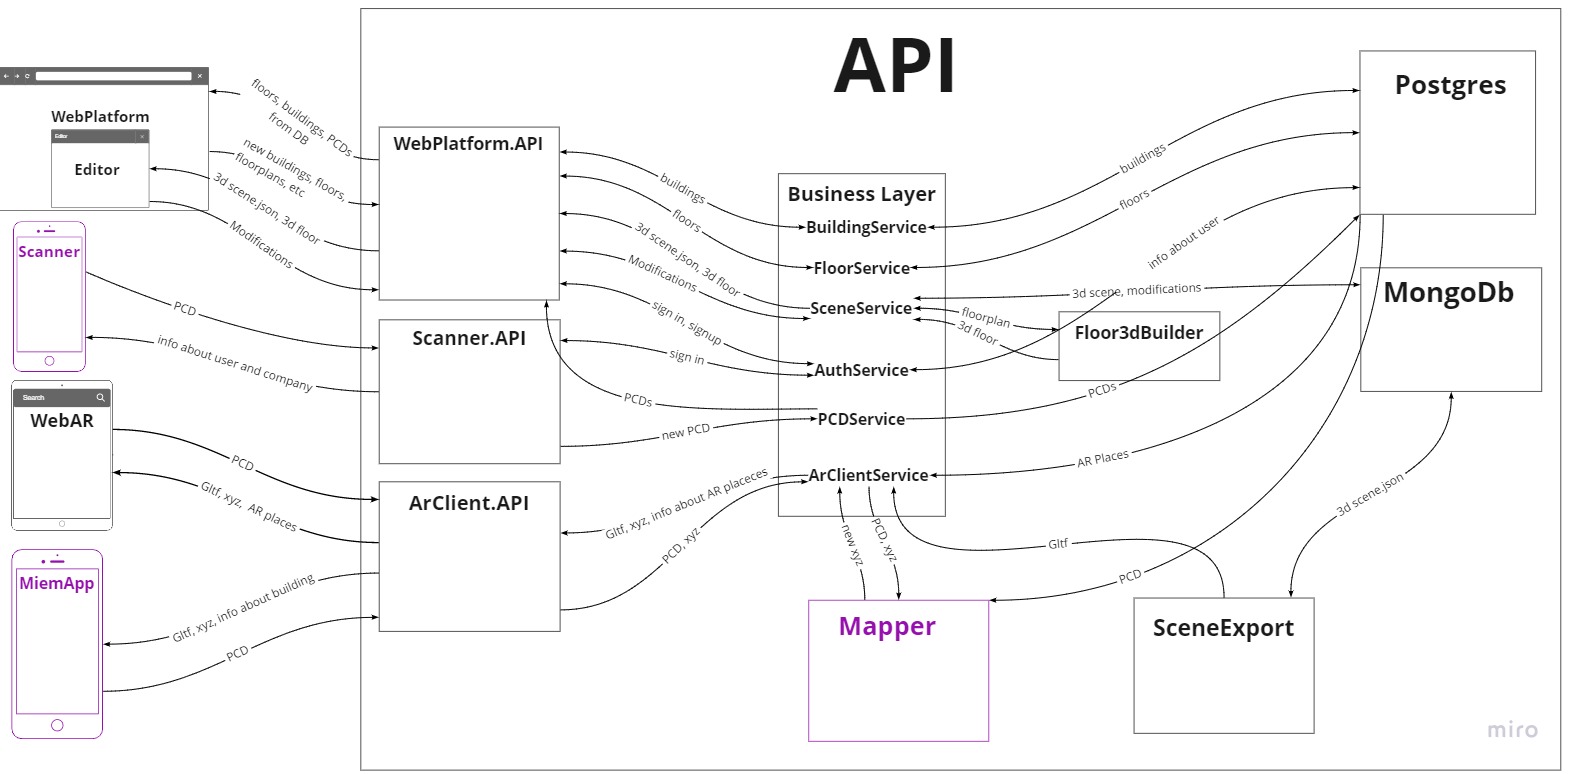 API
WebPlatform
Editor
Editor
Scanner
Search
WebAR
MiemApp
floors, buildings, PCDs
from DB
new buildings, floors,
floorplans, etc
3d scene.json, 3d floor
Modifications
PCD
info about user and company
PCD
Gltf, xyz, AR places
Gltf, xyz, info about building
PCD
WebPlatform.API
Scanner.API
ArClient.API
buildings
floors
3d scene.json, 3d floor
Modifications
sign in, signup
sign in
PCDs
new PCD
Gltf, xyz, info about AR placeces
PCD, xyz
Business Layer
BuildingService
FloorService
SceneService
AuthService
PCDService
ArClientService
new xyz
PCD, xyz
Mapper
buildings
floors
info about user
3d scene, modifications
floorplan
3d floor
Floor3dBuilder
PCDs
AR Places
Gltf
PCD
3d scene.json
SceneExport
Postgres
MongoDb
miro